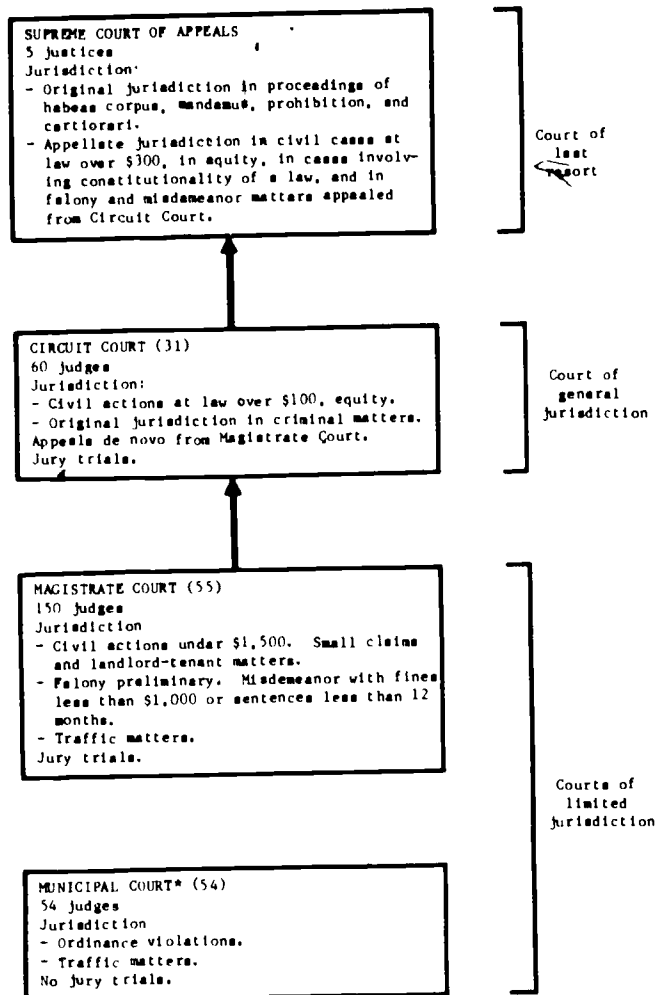 SUPREME COURT OF APPEALS
5 justices
Jurisdiction:
- Original jurisdiction in proceedings of
habeas corpus, mandamus, prohibition, and
certiorari.
- Appellate jurisdiction in civil cases at
law over $300, in equity, in cases involv-
ing constitutionality of a law, and in
felony and misdemeanor matters appealed
from Circuit Court.
Court of
last
resort
CIRCUIT COURT (31)
60 judges
Jurisdiction:
- Civil actions at law over $100, equity.
- Original jurisdiction in criminal matters.
Appeals de novo from Magistrate Court.
Jury trials.
Court of
general
jurisdiction
MAGISTRATE COURT (55)
150 judges
Jurisdiction
- Civil actions under $1,500. Small claims
and landlord-tenant matters.
- Felony preliminary. Misdemeanor with fines
less than $1,000 or sentences less than 12
months.
- Traffic matters.
Jury trials.
Courts of
limited
jurisdiction
MUNICIPAL COURT* (54)
54 judges
Jurisdiction
- Ordinance violations.
- Traffic matters.
No jury trials.